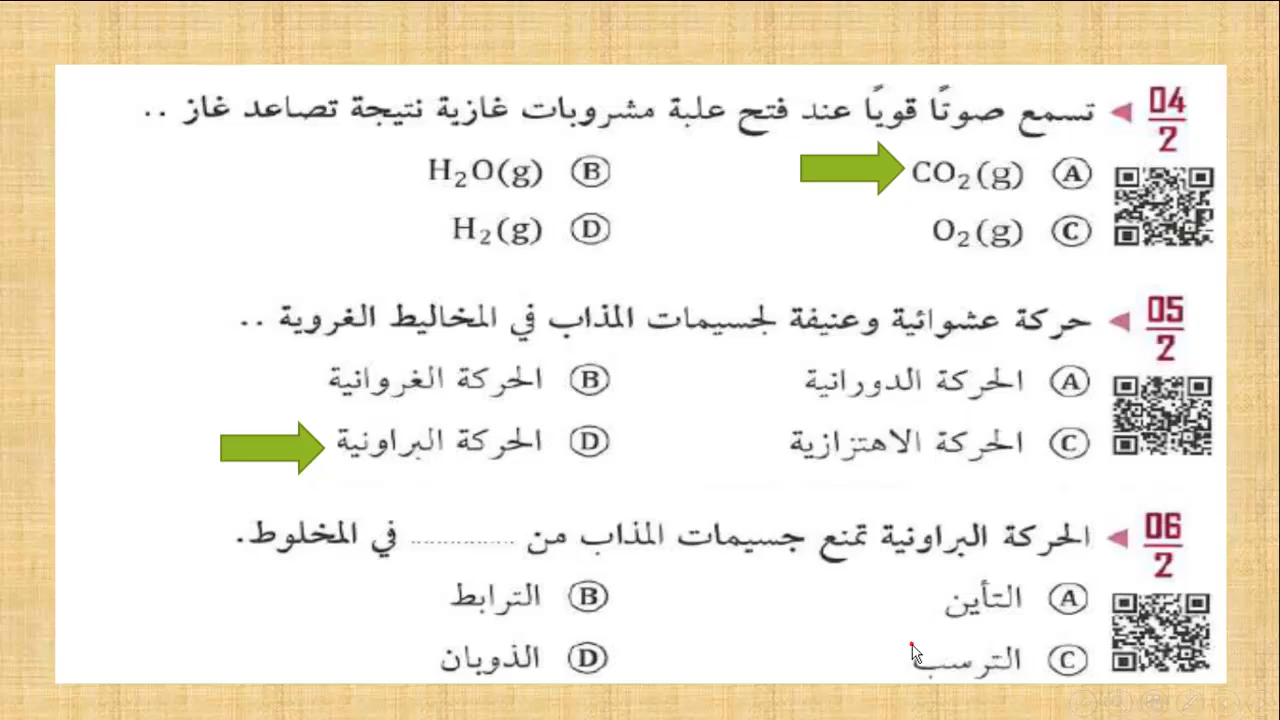 04/2 تسمع صوتًا قويًا عند فتح علبة مشروبات غازية نتيجة تصاعد غاز ..
A CO₂(g) B H₂O(g)
C O₂(g) D H₂(g)
05/2 حركة عشوائية وعنيفة لجسيمات المذاب في المخاليط الغروية ..
A الحركة الدورانية B الحركة الغروانية
C الحركة الاهتزازية D الحركة البراونية
06/2 الحركة البراونية تمنع جسيمات المذاب من ............... في المخلوط.
A التأين B الترابط
C الترسب D الذوبان